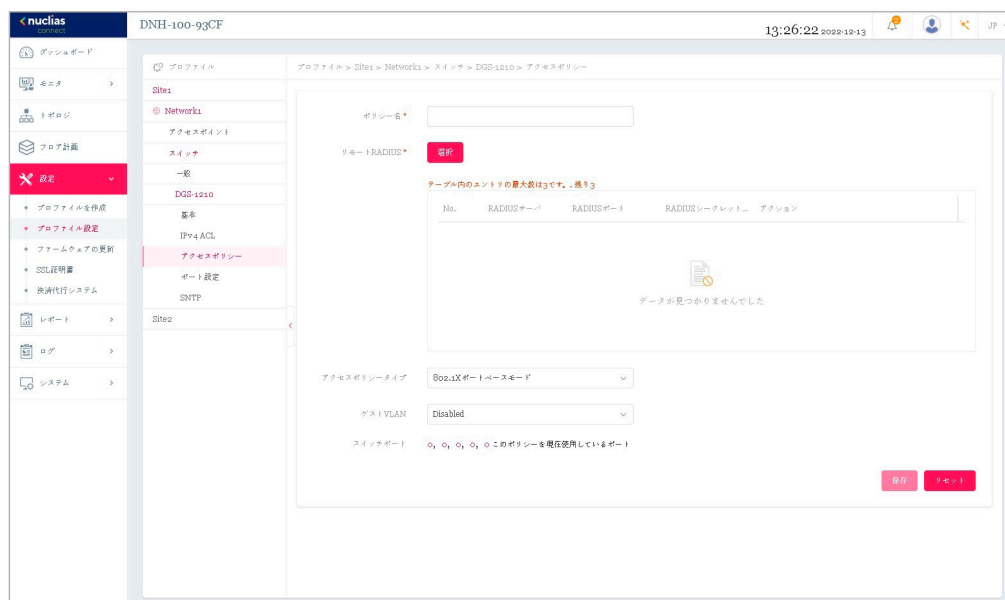 nuclias
connect
DNH-100-93CF
13:26:22 2022-12-13
JP
ダッシュボード
モニタ
トポロジ
フロア計画
設定
プロファイルを作成
プロファイル設定
ファームウェアの更新
SSL証明書
決済代行システム
レポート
ログ
システム
プロファイル
Site1
Network1
アクセスポイント
スイッチ
一般
DGS-1210
基本
IPv4 ACL
アクセスポリシー
ポート設定
SNTP
Site2
プロファイル > Site1 > Network1 > スイッチ > DGS-1210 > アクセスポリシー
ポリシー名*
リモートRADIUS* 選択
テーブル内のエントリの最大数は3です。. 残り3
No. RADIUSサーバ RADIUSポート RADIUSシークレット... アクション
データが見つかりませんでした
アクセスポリシータイプ 802.1Xポートベースモード
ゲストVLAN Disabled
スイッチポート 0, 0, 0, 0, 0 このポリシーを現在使用しているポート
保存 リセット